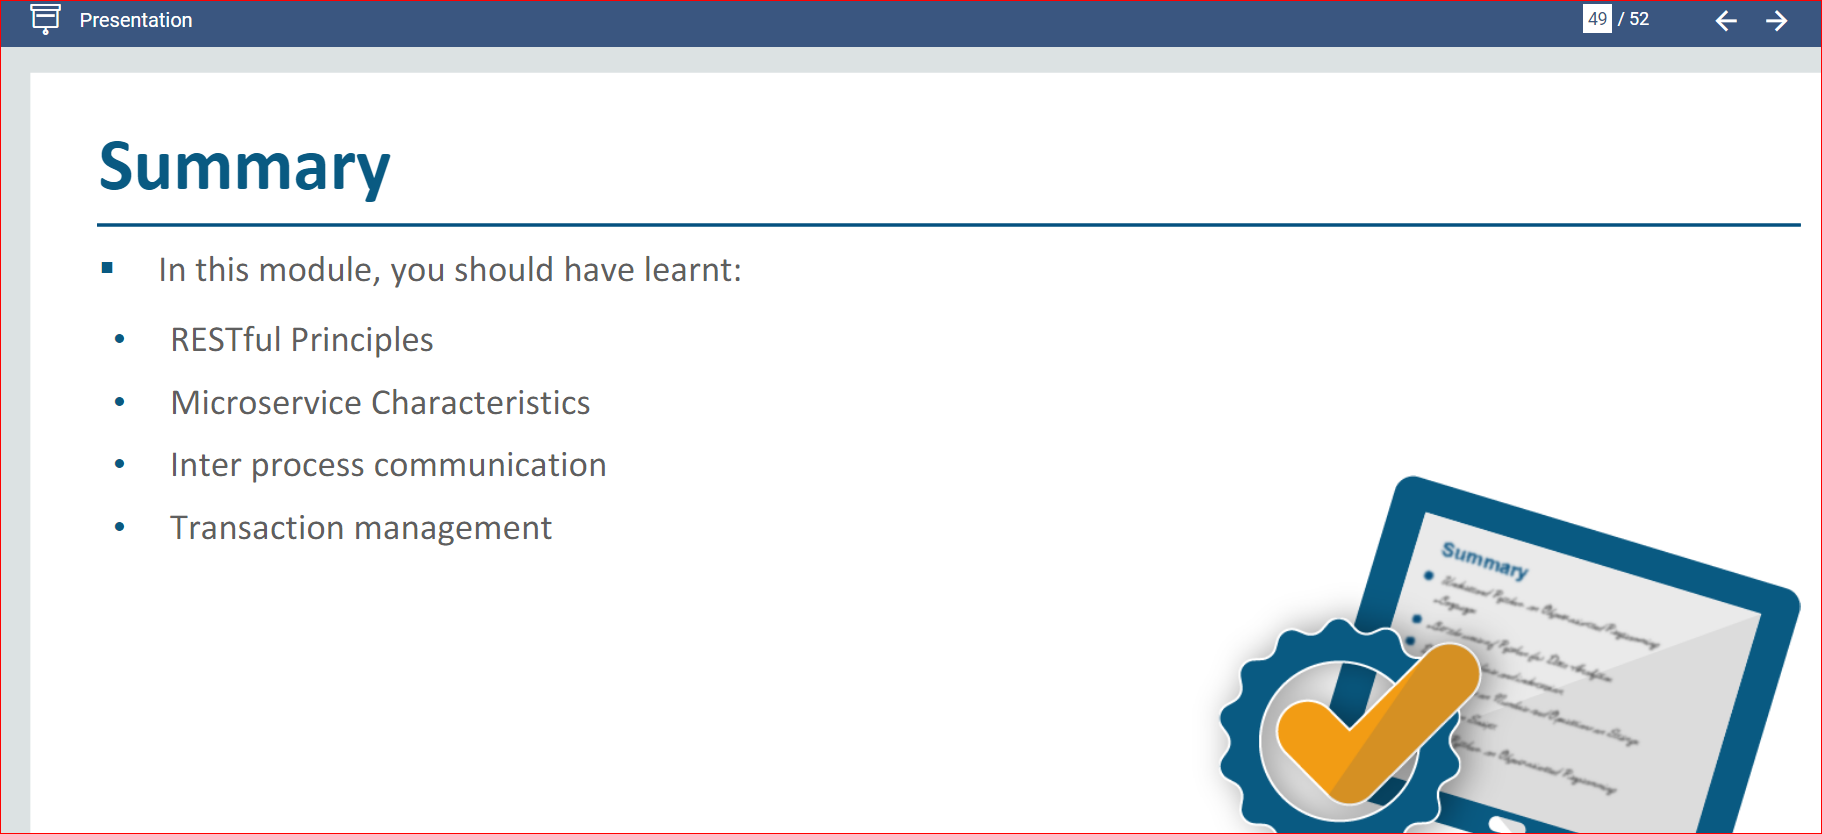 Presentation
49 / 52
Summary
In this module, you should have learnt:
RESTful Principles
Microservice Characteristics
Inter process communication
Transaction management
Summary